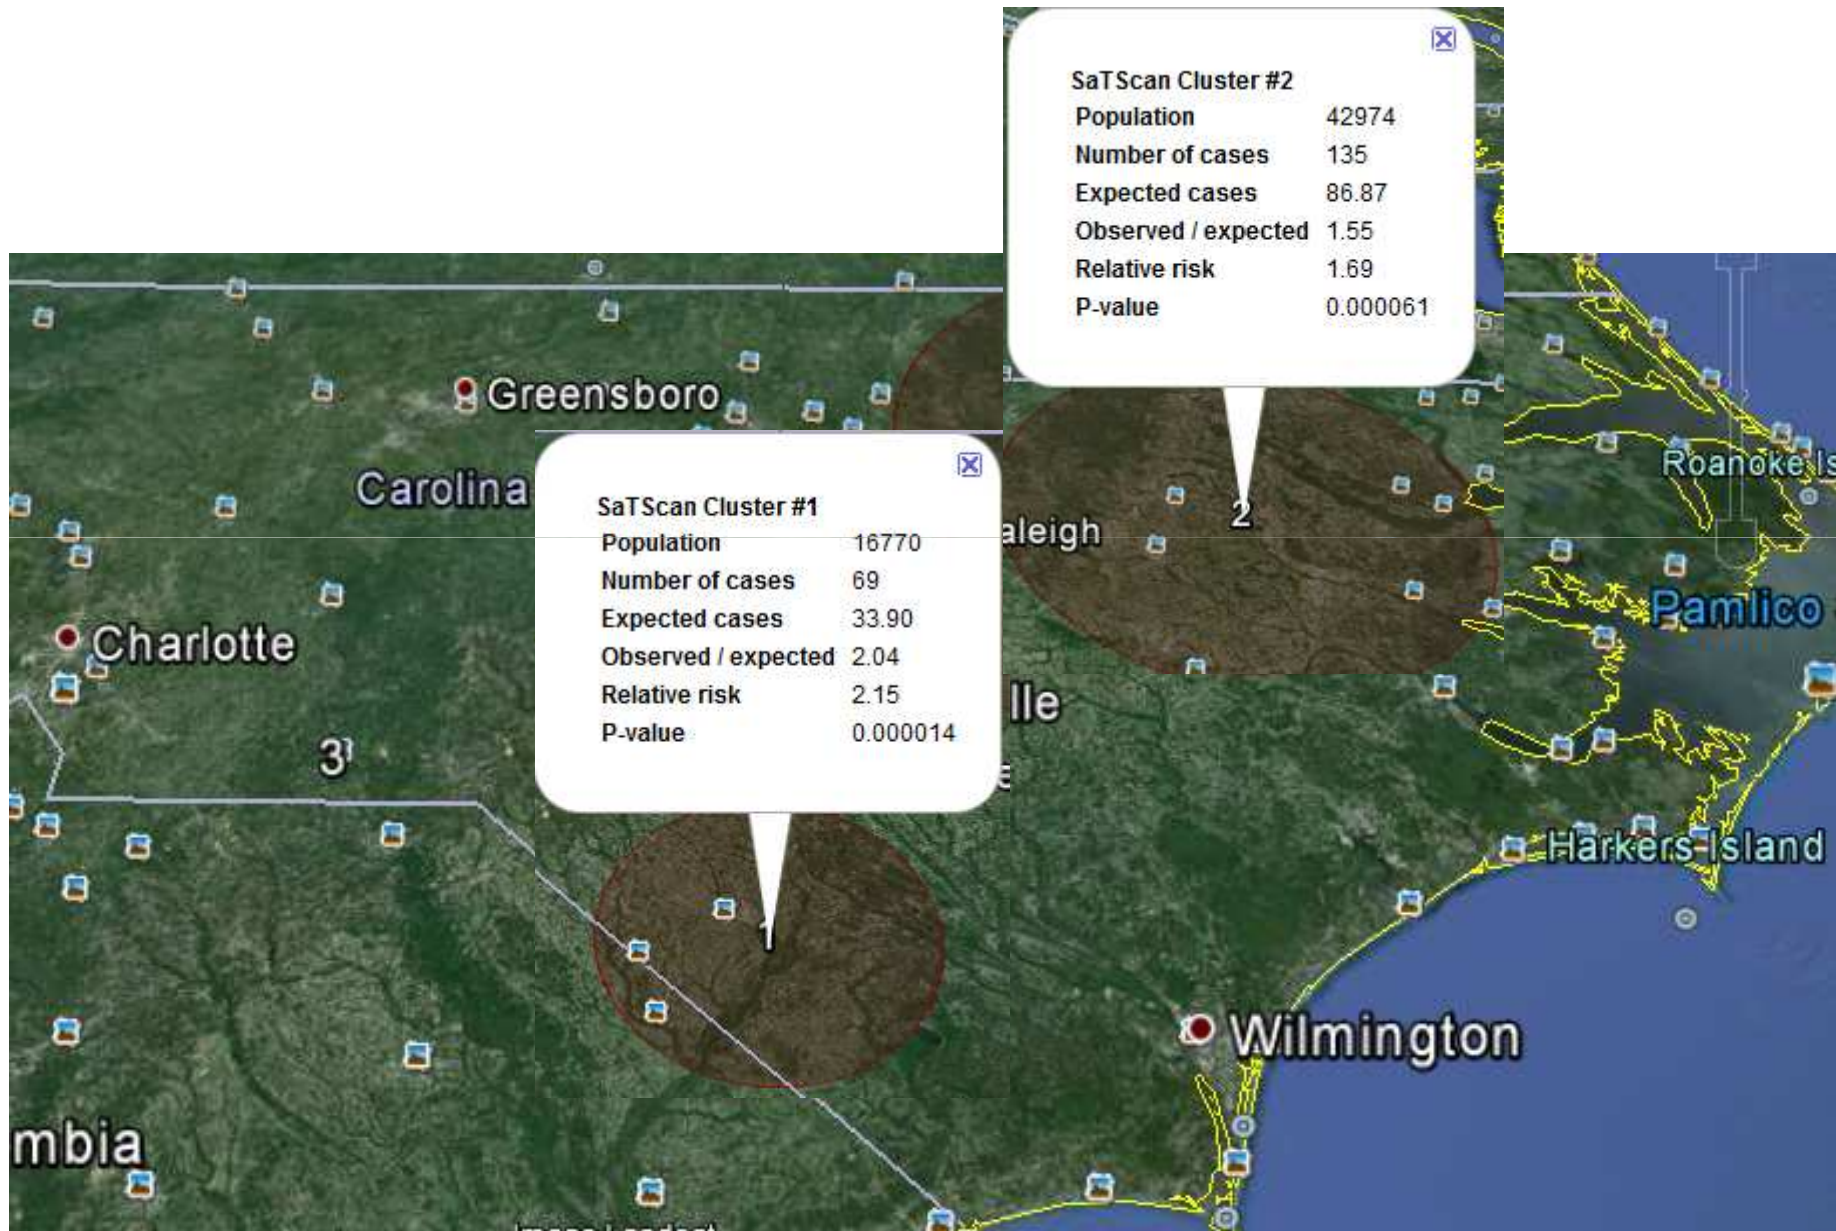 SaTScan Cluster #2
Population 42974
Number of cases 135
Expected cases 86.87
Observed / expected 1.55
Relative risk 1.69
P-value 0.000061
Greensboro
Carolina
Roanoke Is
SaTScan Cluster #1
Population 16770
Number of cases 69
Expected cases 33.90
Observed / expected 2.04
Relative risk 2.15
P-value 0.000014
2
aleigh
Pamlico
Charlotte
lle
3
Harkers Island
1
Wilmington
mbia